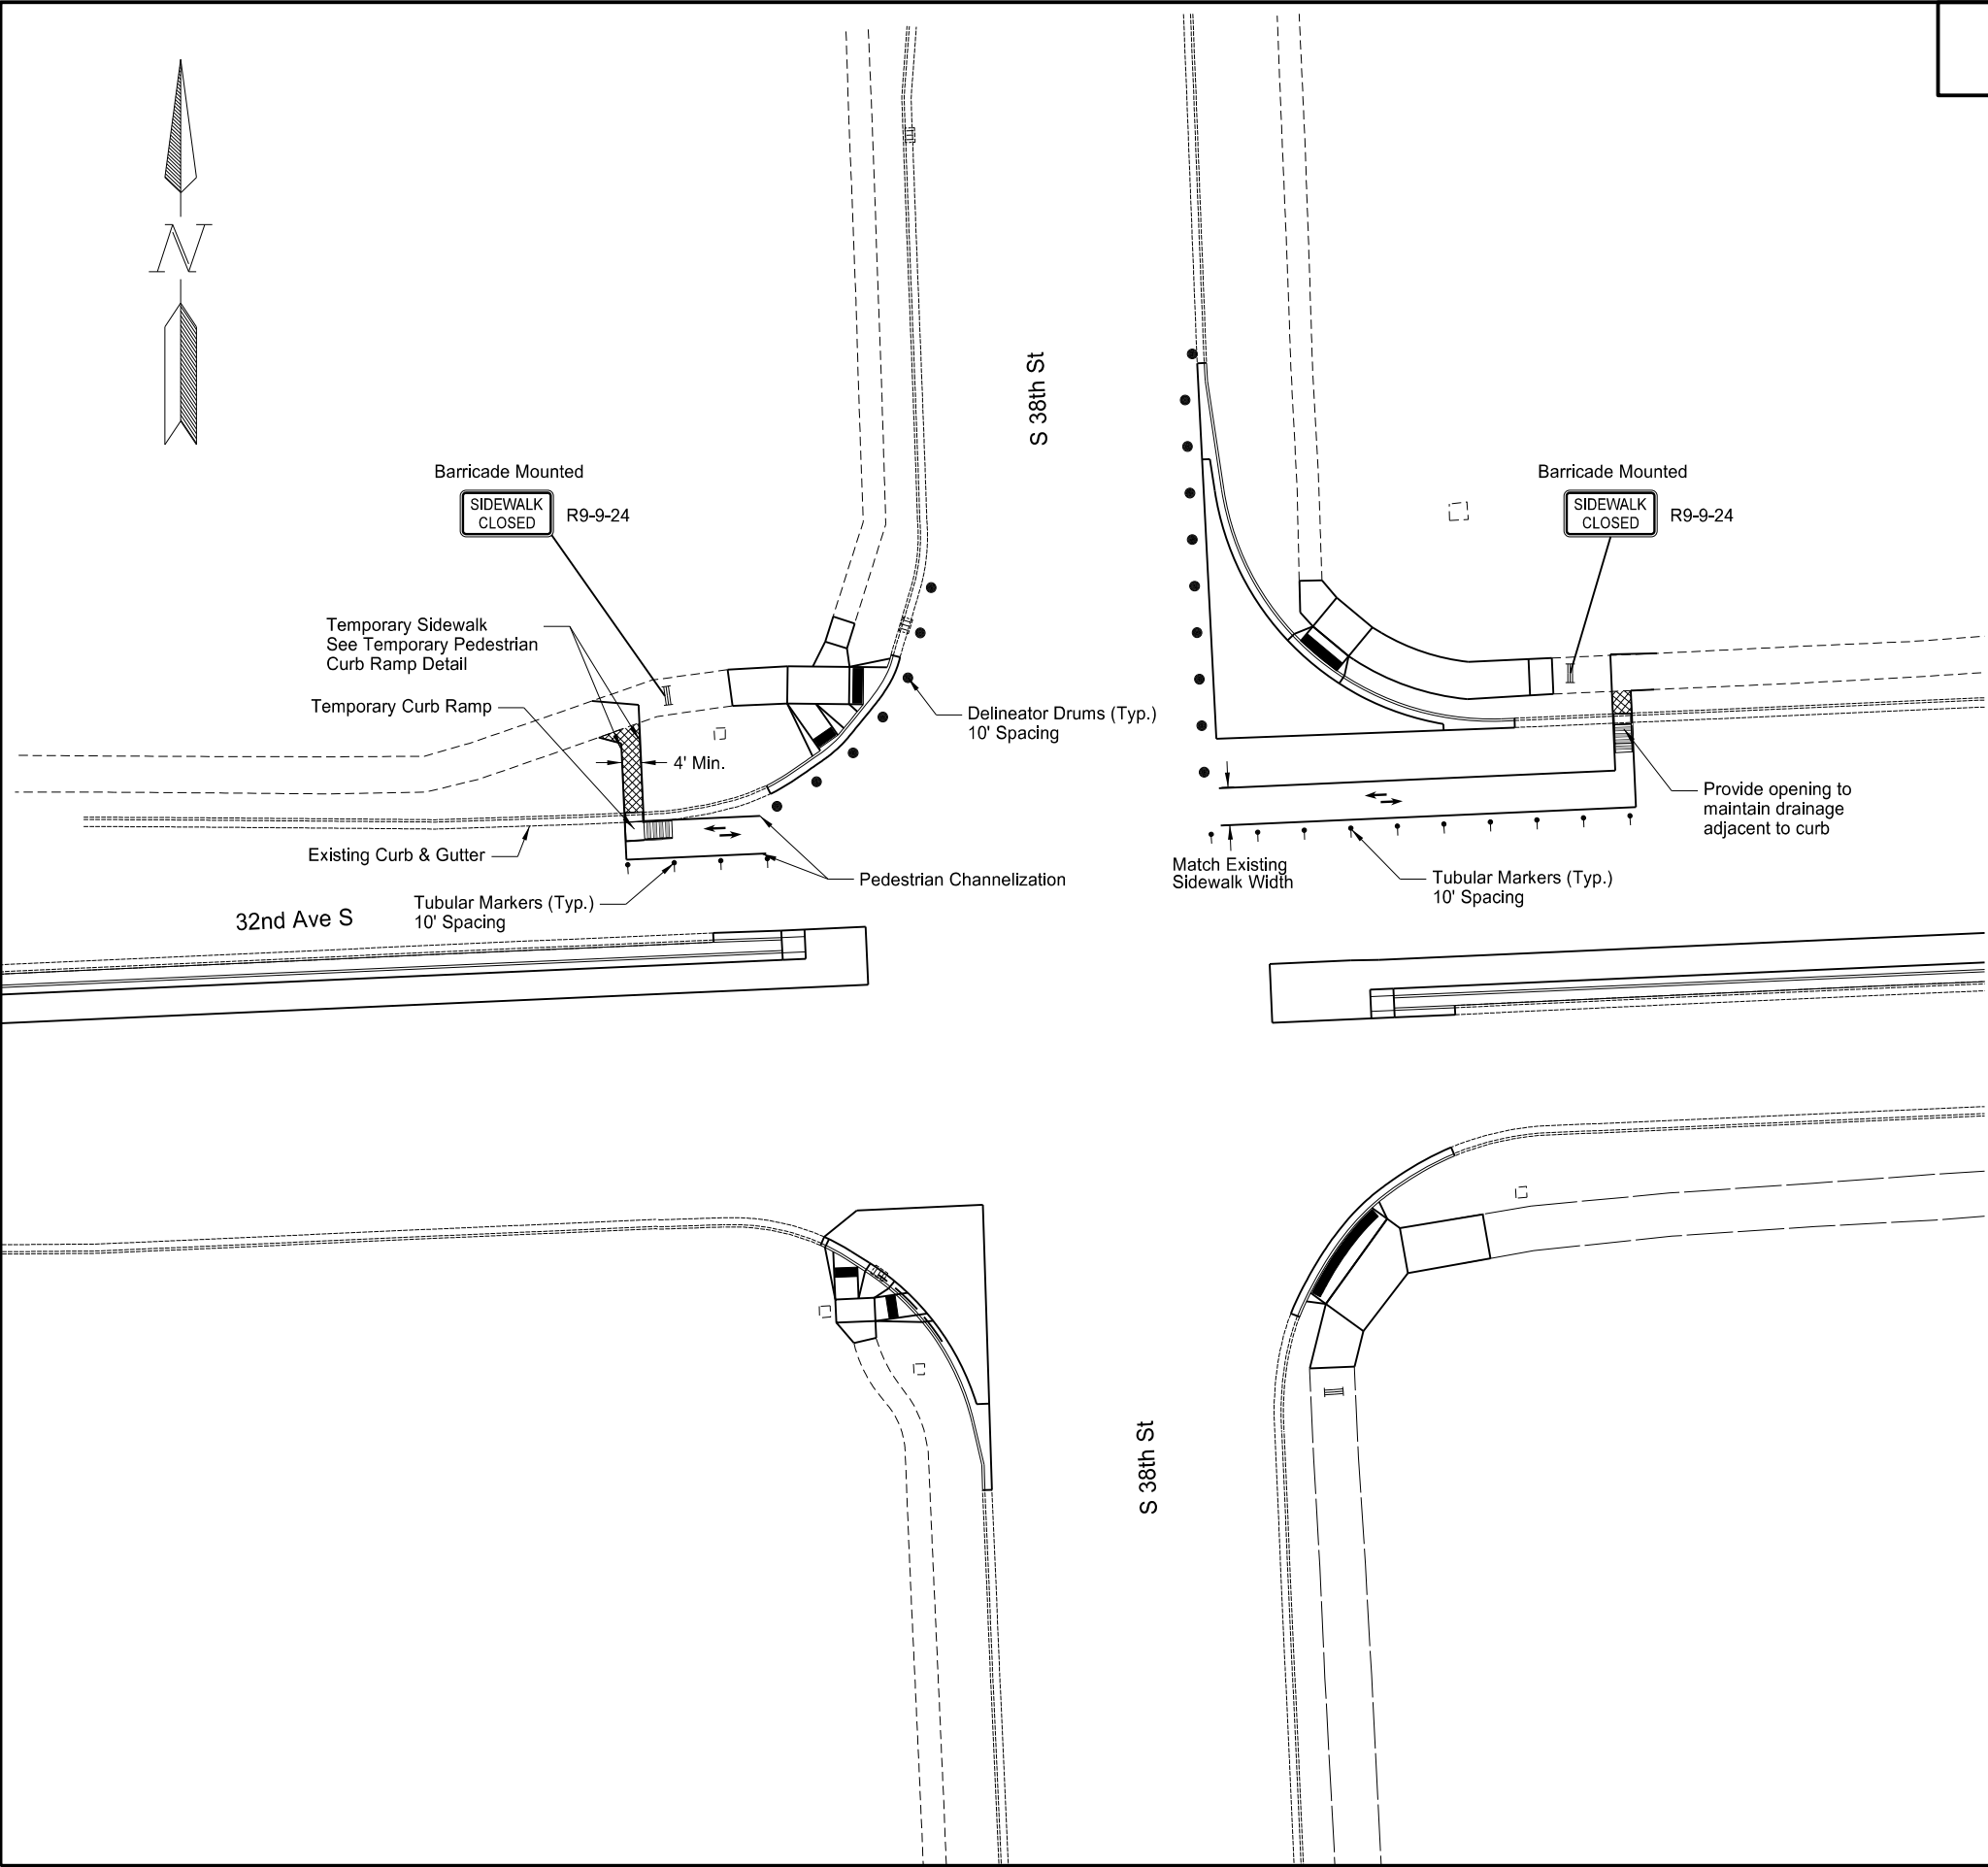 N
S 38th St
Barricade Mounted
SIDEWALK
CLOSED
R9-9-24
Barricade Mounted
SIDEWALK
CLOSED
R9-9-24
Temporary Sidewalk
See Temporary Pedestrian
Curb Ramp Detail
Temporary Curb Ramp
4' Min.
Delineator Drums (Typ.)
10' Spacing
Existing Curb & Gutter
Pedestrian Channelization
Tubular Markers (Typ.)
10' Spacing
32nd Ave S
Provide opening to
maintain drainage
adjacent to curb
Match Existing
Sidewalk Width
Tubular Markers (Typ.)
10' Spacing
S 38th St